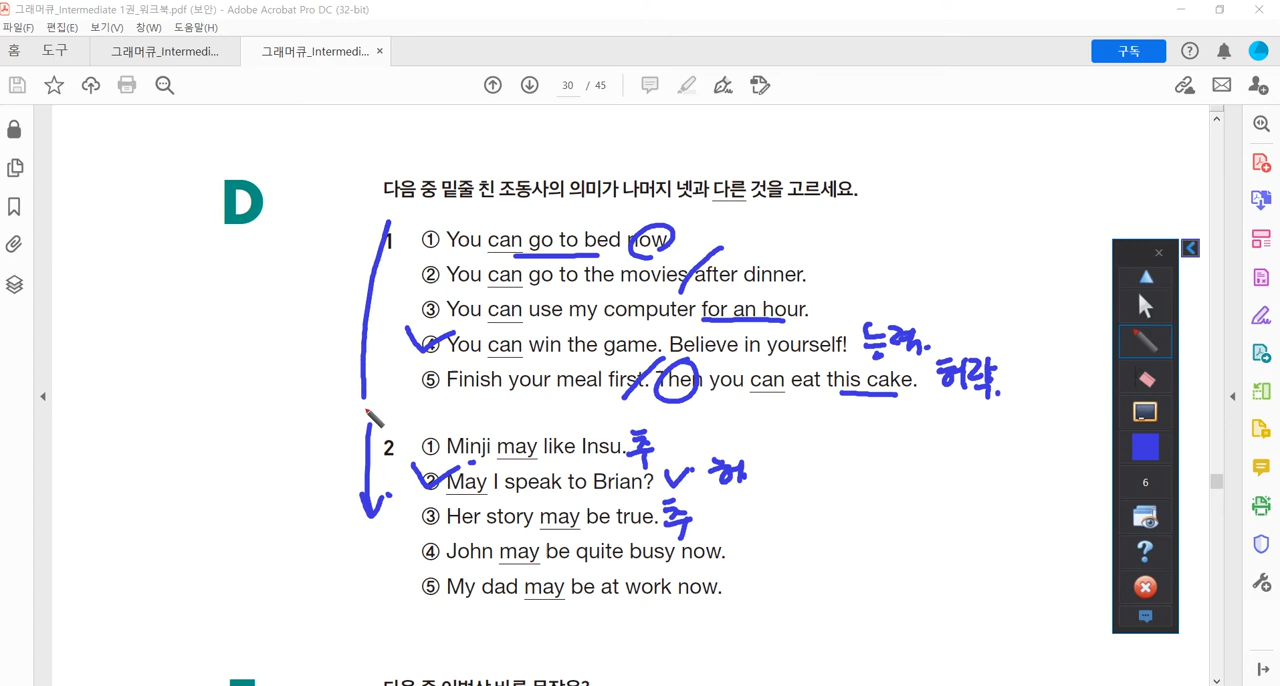 그래머큐_Intermediate 1권_워크북.pdf (보안) - Adobe Acrobat Pro DC (32-bit)
파일(F) 편집(E) 보기(V) 창(W) 도움말(H)
홈 도구 그래머큐_Intermedi... 그래머큐_Intermedi... × 구독
30 / 45
D
다음 중 밑줄 친 조동사의 의미가 나머지 넷과 다른 것을 고르세요.
1 ① You can go to bed now.
② You can go to the movies after dinner.
③ You can use my computer for an hour.
④ You can win the game. Believe in yourself! 능력.
⑤ Finish your meal first. Then you can eat this cake. 허락.
2 ① Minji may like Insu. 추
② May I speak to Brian? 허
③ Her story may be true. 추
④ John may be quite busy now.
⑤ My dad may be at work now.
6